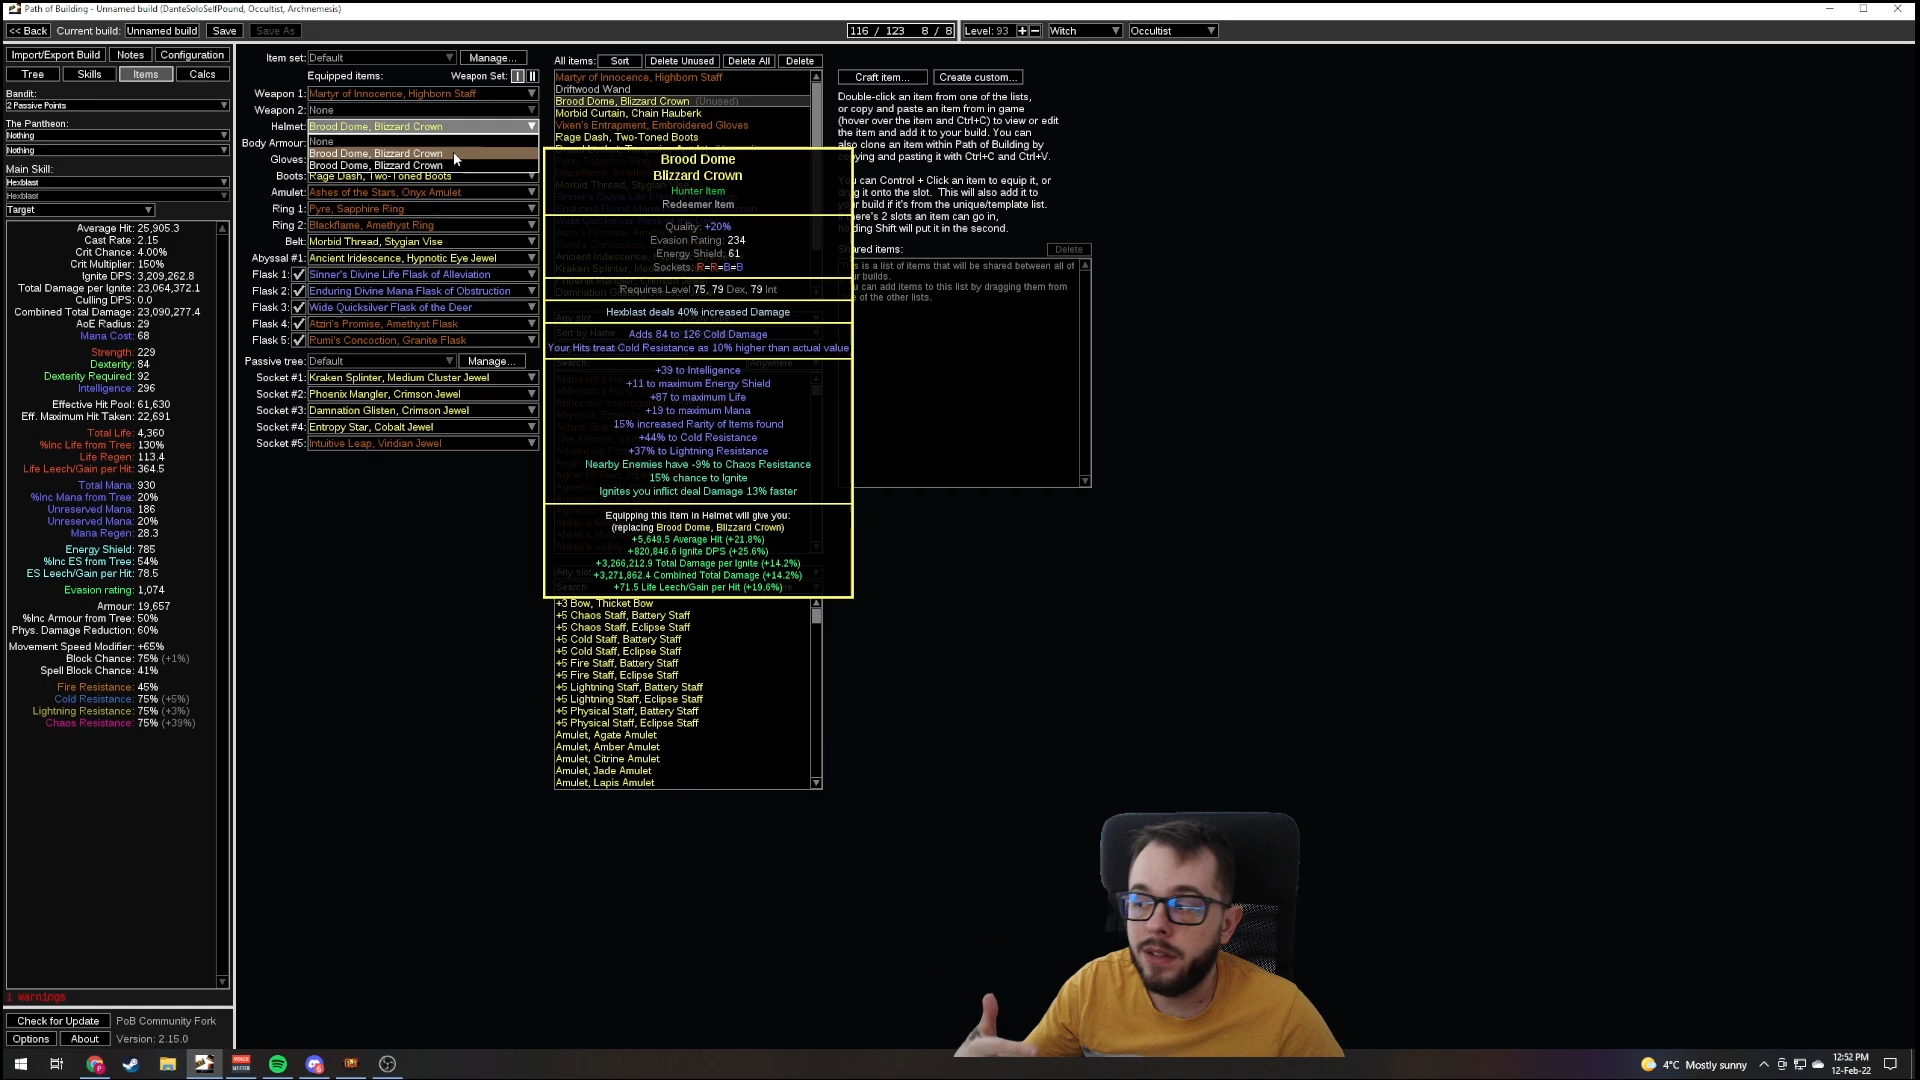 Path of Building - Unnamed build (DanteSoloSelfPound, Occultist, Archnemesis)
<< Back
Current build:
Unnamed build
Save
Save As
116 / 123 8 / 8
Level: 93
+
-
Witch
Occultist
Import/Export Build
Notes
Configuration
Tree
Skills
Items
Calcs
Bandit:
2 Passive Points
The Pantheon:
Nothing
Nothing
Main Skill:
Hexblast
Hexblast
Target
Average Hit: 25,905.3
Cast Rate: 2.15
Crit Chance: 4.00%
Crit Multiplier: 150%
Ignite DPS: 3,209,262.8
Total Damage per Ignite: 23,064,372.1
Culling DPS: 0.0
Combined Total Damage: 23,090,277.4
AoE Radius: 29
Mana Cost: 68
Strength: 229
Dexterity: 84
Dexterity Required: 92
Intelligence: 296
Effective Hit Pool: 61,630
Eff. Maximum Hit Taken: 22,691
Total Life: 4,360
%Inc Life from Tree: 130%
Life Regen: 113.4
Life Leech/Gain per Hit: 364.5
Total Mana: 930
%Inc Mana from Tree: 20%
Unreserved Mana: 186
Unreserved Mana: 20%
Mana Regen: 28.3
Energy Shield: 785
%Inc ES from Tree: 54%
ES Leech/Gain per Hit: 78.5
Evasion rating: 1,074
Armour: 19,657
%Inc Armour from Tree: 50%
Phys. Damage Reduction: 60%
Movement Speed Modifier: +65%
Block Chance: 75% (+1%)
Spell Block Chance: 41%
Fire Resistance: 45%
Cold Resistance: 75% (+5%)
Lightning Resistance: 75% (+3%)
Chaos Resistance: 75% (+39%)
1 Warnings
Check for Update
PoB Community Fork
Options
About
Version: 2.15.0
Item set:
Default
Manage...
Equipped items:
Weapon Set:
I
II
Weapon 1: Martyr of Innocence, Highborn Staff
Weapon 2: None
Helmet: Brood Dome, Blizzard Crown
Body Armour: None
Brood Dome, Blizzard Crown
Gloves:
Brood Dome, Blizzard Crown
Boots: Rage Dash, Two-Toned Boots
Amulet: Ashes of the Stars, Onyx Amulet
Ring 1: Pyre, Sapphire Ring
Ring 2: Blackflame, Amethyst Ring
Belt: Morbid Thread, Stygian Vise
Abyssal #1: Ancient Iridescence, Hypnotic Eye Jewel
Flask 1: Sinner's Divine Life Flask of Alleviation
Flask 2: Enduring Divine Mana Flask of Obstruction
Flask 3: Wide Quicksilver Flask of the Deer
Flask 4: Atziri's Promise, Amethyst Flask
Flask 5: Rumi's Concoction, Granite Flask
Passive tree: Default
Manage...
Socket #1: Kraken Splinter, Medium Cluster Jewel
Socket #2: Phoenix Mangler, Crimson Jewel
Socket #3: Damnation Glisten, Crimson Jewel
Socket #4: Entropy Star, Cobalt Jewel
Socket #5: Intuitive Leap, Viridian Jewel
All items:
Sort
Delete Unused
Delete All
Delete
Martyr of Innocence, Highborn Staff
Driftwood Wand
Brood Dome, Blizzard Crown (Unused)
Morbid Curtain, Chain Hauberk
Vixen's Entrapment, Embroidered Gloves
Rage Dash, Two-Toned Boots
Brood Dome
Blizzard Crown
Hunter Item
Redeemer Item
Quality: +20%
Evasion Rating: 234
Energy Shield: 61
Sockets: R=R=B=B
Requires Level 75, 79 Dex, 79 Int
Hexblast deals 40% increased Damage
Adds 84 to 126 Cold Damage
Your Hits treat Cold Resistance as 10% higher than actual value
+39 to Intelligence
+11 to maximum Energy Shield
+87 to maximum Life
+19 to maximum Mana
15% increased Rarity of Items found
+44% to Cold Resistance
+37% to Lightning Resistance
Nearby Enemies have -9% to Chaos Resistance
15% chance to Ignite
Ignites you inflict deal Damage 13% faster
Equipping this item in Helmet will give you:
(replacing Brood Dome, Blizzard Crown)
+5,649.5 Average Hit (+21.8%)
+820,846.6 Ignite DPS (+25.6%)
+3,266,212.9 Total Damage per Ignite (+14.2%)
+3,271,862.4 Combined Total Damage (+14.2%)
+71.5 Life Leech/Gain per Hit (+19.6%)
+3 Bow, Thicket Bow
+5 Chaos Staff, Battery Staff
+5 Chaos Staff, Eclipse Staff
+5 Cold Staff, Battery Staff
+5 Cold Staff, Eclipse Staff
+5 Fire Staff, Battery Staff
+5 Fire Staff, Eclipse Staff
+5 Lightning Staff, Battery Staff
+5 Lightning Staff, Eclipse Staff
+5 Physical Staff, Battery Staff
+5 Physical Staff, Eclipse Staff
Amulet, Agate Amulet
Amulet, Amber Amulet
Amulet, Citrine Amulet
Amulet, Jade Amulet
Amulet, Lapis Amulet
Craft item...
Create custom...
Double-click an item from one of the lists,
or copy and paste an item from in game
(hover over the item and Ctrl+C) to view or edit
the item and add it to your build. You can
also clone an item within Path of Building by
copying and pasting it with Ctrl+C and Ctrl+V.
You can Control + Click an item to equip it, or
drag it onto the slot. This will also add it to
your build if it's from the unique/template list.
there's 2 slots an item can go in,
holding Shift will put it in the second.
Shared items:
Delete
This is a list of items that will be shared between all of
your builds.
You can add items to this list by dragging them from
one of the other lists.
4°C Mostly sunny
12:52 PM
12-Feb-22